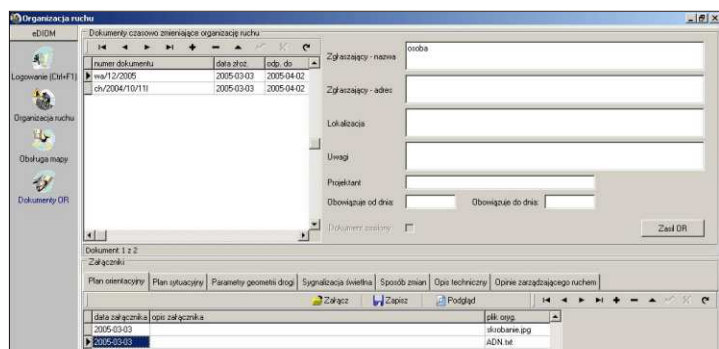 Organizacja ruchu
eDIOM
Logowanie (Ctrl+F1)
Organizacja ruchu
Obsługa mapy
Dokumenty OR
Dokumenty czasowo zmieniające organizację ruchu
numer dokumentu data złoż. odp. do
wa/12/2005 2005-03-03 2005-04-02
ch/2004/10/11l 2005-03-03 2005-04-02
Dokument 1 z 2
Zgłaszający - nazwa osoba
Zgłaszający - adres
Lokalizacja
Uwagi
Projektant
Obowiązuje od dnia: Obowiązuje do dnia:
Dokument zasilony
Zasil OR
Załączniki
Plan orientacyjny Plan sytuacyjny Parametry geometrii drogi Sygnalizacja świetlna Sposób zmian Opis techniczny Opinie zarządzającego ruchem
Załącz Zapisz Podgląd
data załącznika opis załącznika plik oryg.
2005-03-03 skrobanie.jpg
2005-03-03 ADN.txt